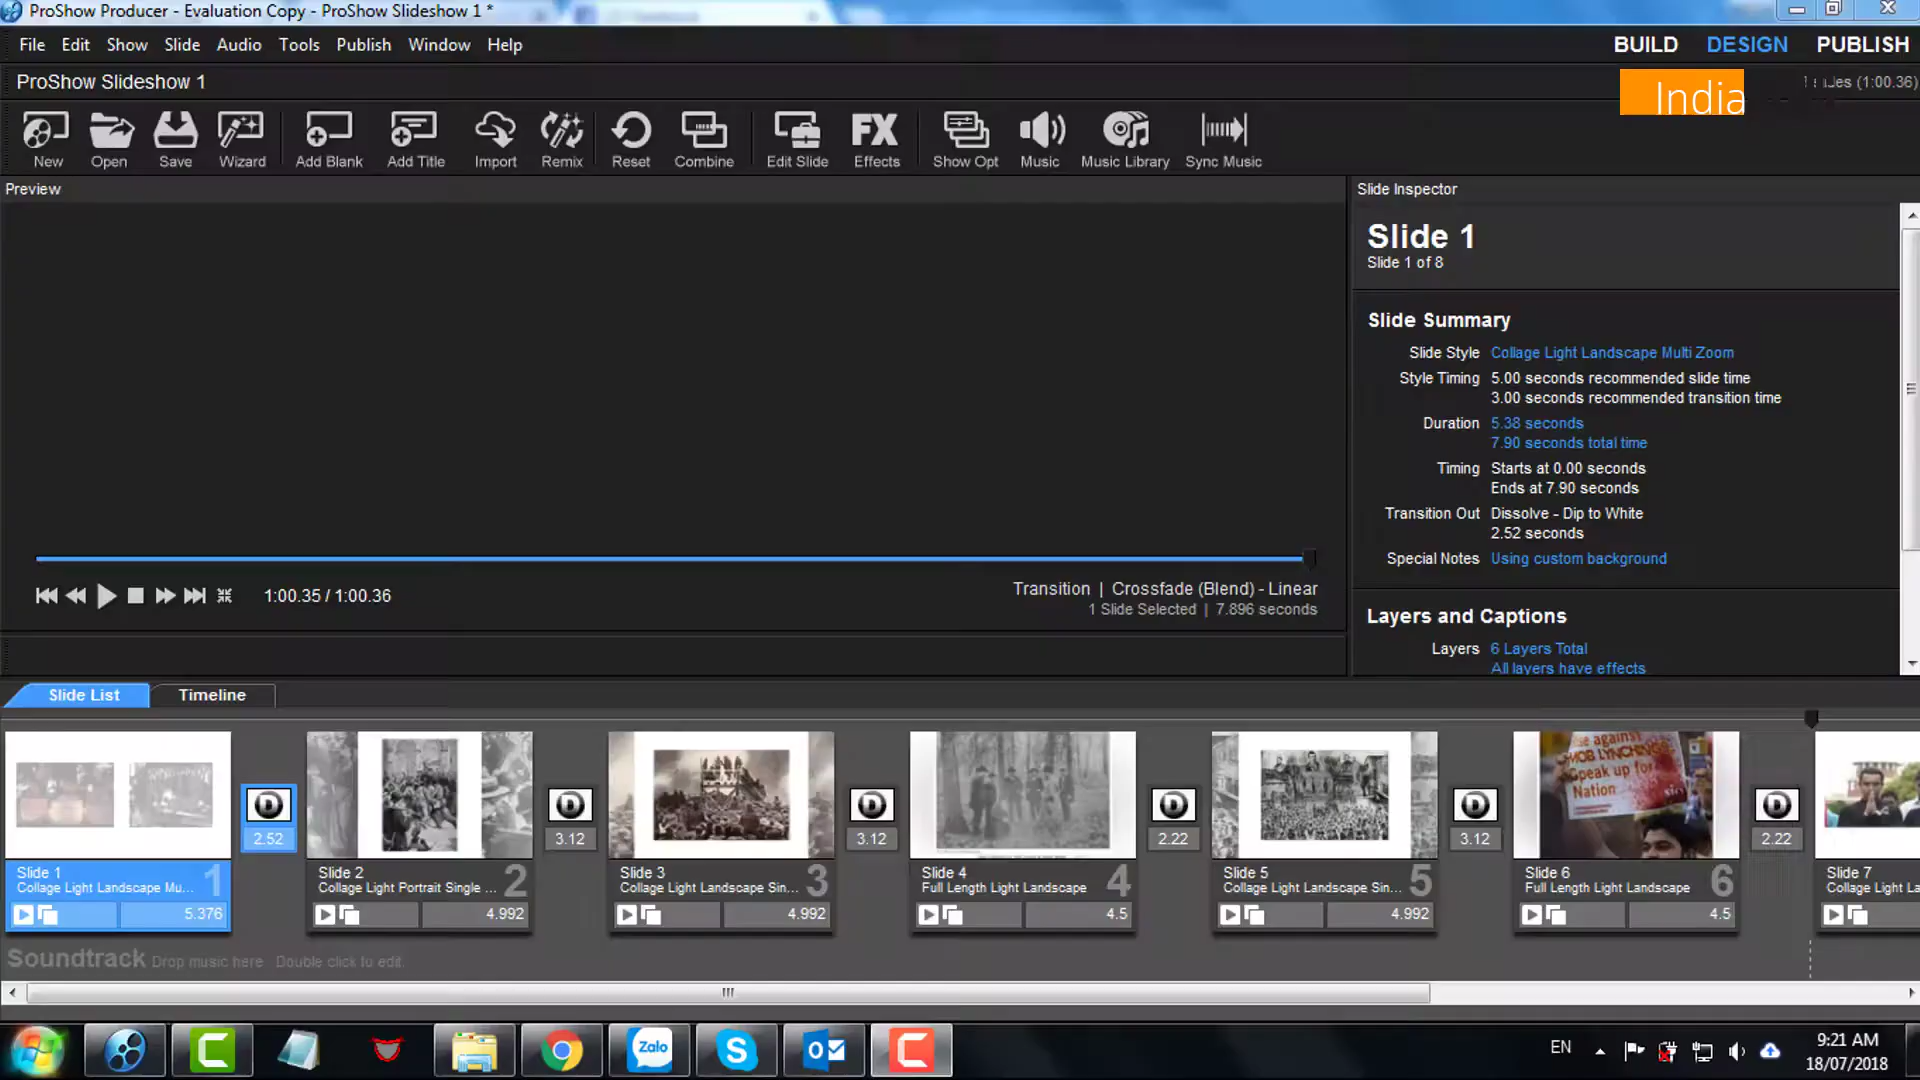 ProShow Producer - Evaluation Copy - ProShow Slideshow 1 *
File Edit Show Slide Audio Tools Publish Window Help
BUILD DESIGN PUBLISH
ProShow Slideshow 1
(1:00.36)
India
New Open Save Wizard Add Blank Add Title Import Remix Reset Combine Edit Slide Effects Show Opt Music Music Library Sync Music
FX
Preview
Slide Inspector
Slide 1
Slide 1 of 8
Slide Summary
Slide Style Collage Light Landscape Multi Zoom
Style Timing 5.00 seconds recommended slide time
3.00 seconds recommended transition time
Duration 5.38 seconds
7.90 seconds total time
Timing Starts at 0.00 seconds
Ends at 7.90 seconds
Transition Out Dissolve - Dip to White
2.52 seconds
Special Notes Using custom background
Layers and Captions
Layers 6 Layers Total
All layers have effects
1:00.35 / 1:00.36
Transition | Crossfade (Blend) - Linear
1 Slide Selected | 7.896 seconds
Slide List Timeline
MOB LYNCHINGS
Speak up for
Nation
D D D D D D
2.52 3.12 3.12 2.22 3.12 2.22
Slide 1
Collage Light Landscape Mu... 1
5.376
Slide 2
Collage Light Portrait Single ... 2
4.992
Slide 3
Collage Light Landscape Sin... 3
4.992
Slide 4
Full Length Light Landscape 4
4.5
Slide 5
Collage Light Landscape Sin... 5
4.992
Slide 6
Full Length Light Landscape 6
4.5
Slide 7
Collage Light La
Soundtrack Drop music here Double click to edit.
Zalo
EN
9:21 AM
18/07/2018